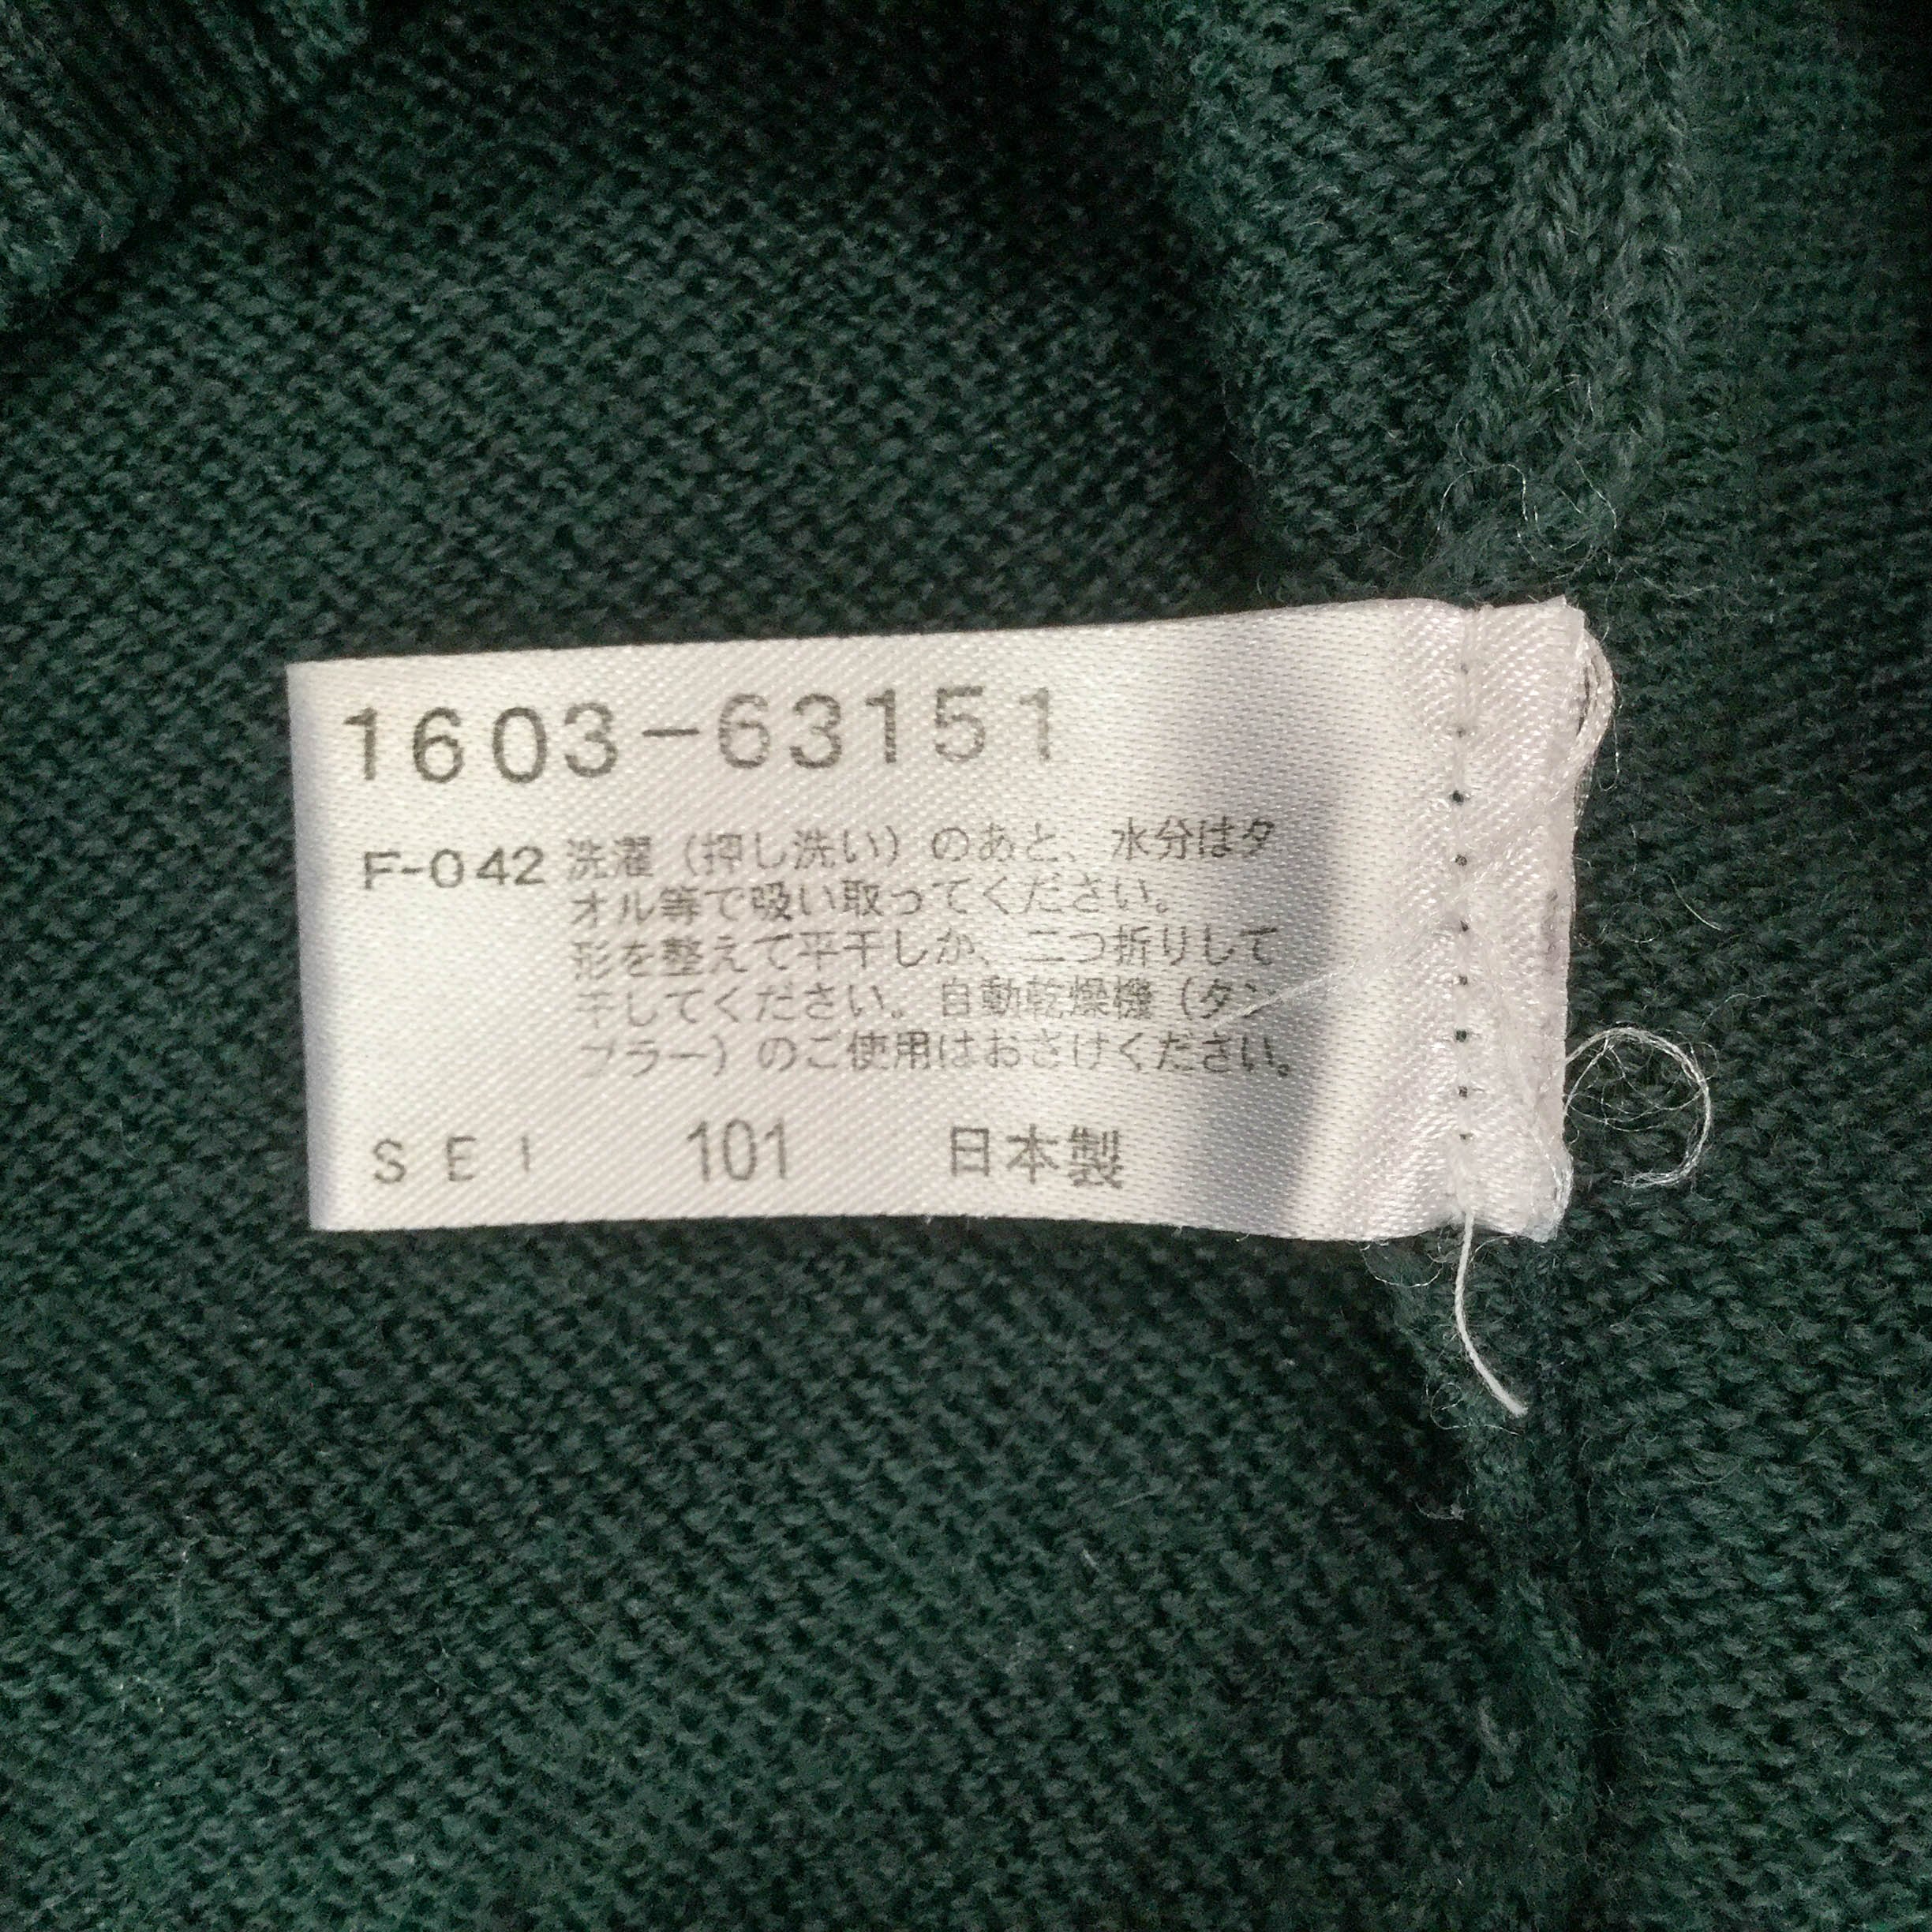 1603-63151
F-042 洗濯（押し洗い）のあと、水分はタ
オル等で吸い取ってください。
形を整えて平干しか、二つ折りして
干してください。自動乾燥機（タン
ブラー）のご使用はおさけください。
SEI 101 日本製